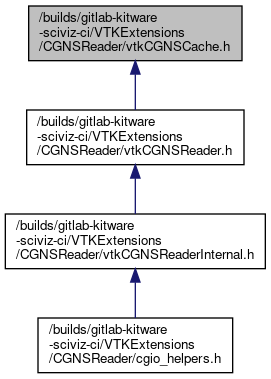 /builds/gitlab-kitware
-sciviz-ci/VTKExtensions
/CGNSReader/vtkCGNSCache.h
/builds/gitlab-kitware
-sciviz-ci/VTKExtensions
/CGNSReader/vtkCGNSReader.h
/builds/gitlab-kitware
-sciviz-ci/VTKExtensions
/CGNSReader/vtkCGNSReaderInternal.h
/builds/gitlab-kitware
-sciviz-ci/VTKExtensions
/CGNSReader/cgio_helpers.h